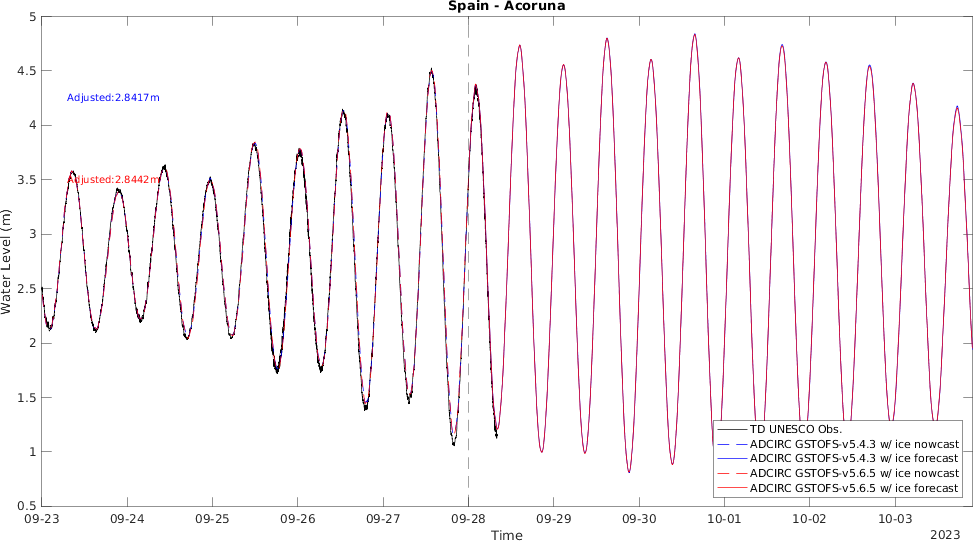 Spain - Acoruna
5
4.5
4
3.5
3
2.5
2
1.5
1
0.5
Water Level (m)
Adjusted:2.8417m
Adjusted:2.8442m
TD UNESCO Obs.
ADCIRC GSTOFS-v5.4.3 w/ ice nowcast
ADCIRC GSTOFS-v5.4.3 w/ ice forecast
ADCIRC GSTOFS-v5.6.5 w/ ice nowcast
ADCIRC GSTOFS-v5.6.5 w/ ice forecast
09-23 09-24 09-25 09-26 09-27 09-28 09-29 09-30 10-01 10-02 10-03
Time
2023